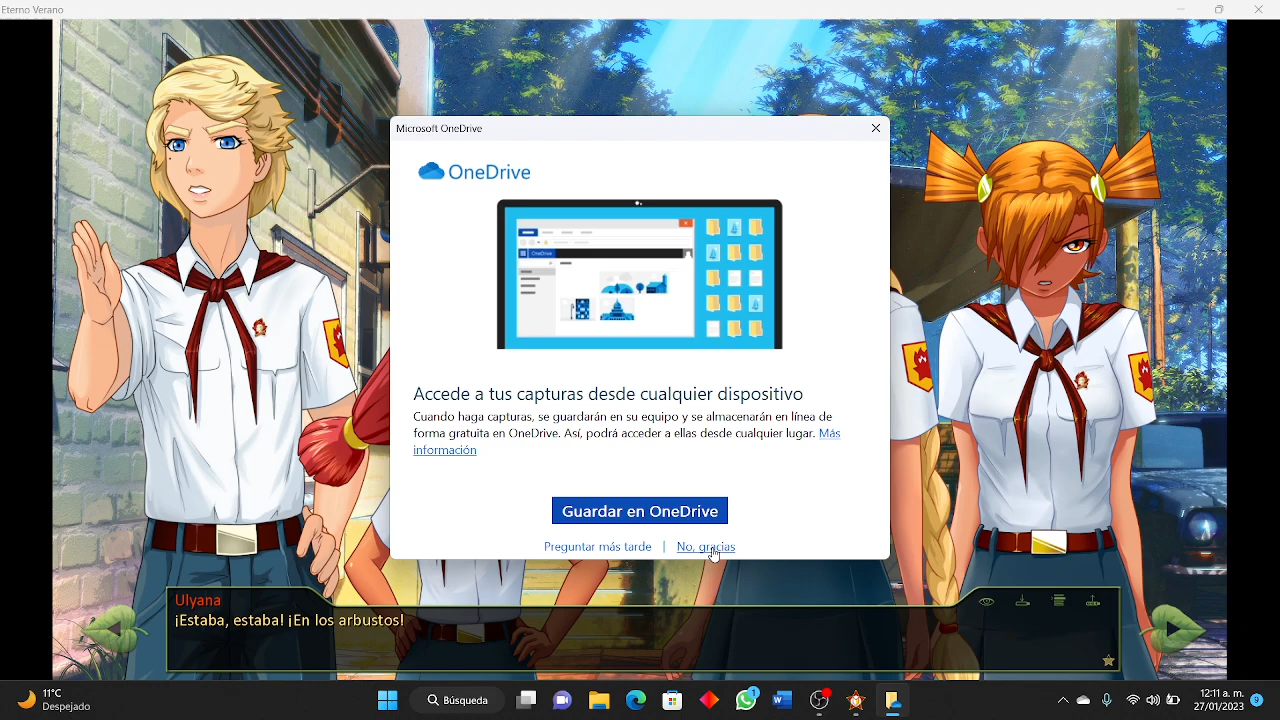 Eterno Verano
Microsoft OneDrive
OneDrive
OneDrive
Accede a tus capturas desde cualquier dispositivo
Cuando haga capturas, se guardarán en su equipo y se almacenarán en línea de
forma gratuita en OneDrive. Así, podrá acceder a ellas desde cualquier lugar. Más
información
Guardar en OneDrive
Preguntar más tarde | No, gracias
Ulyana
¡Estaba, estaba! ¡En los arbustos!
11°C
Despejado
Búsqueda
1
W
12:11 a. m.
27/01/2023
9